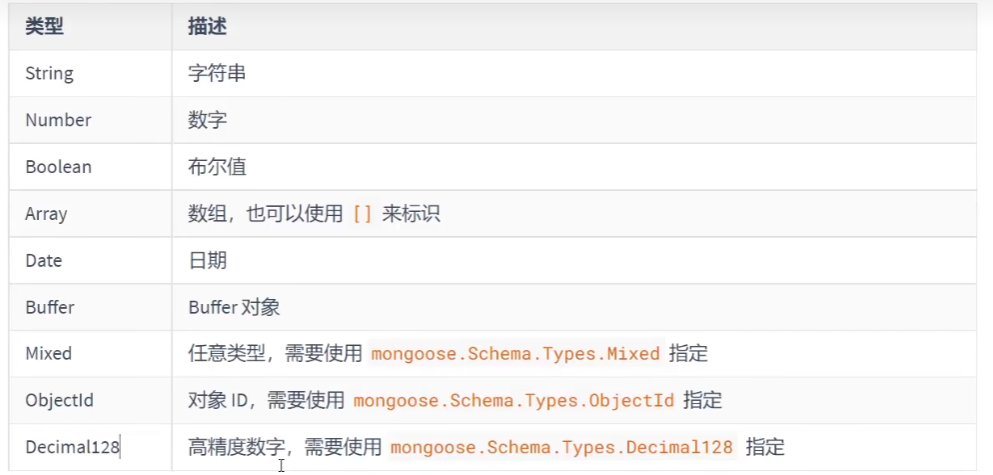 类型 描述
String 字符串
Number 数字
Boolean 布尔值
Array 数组，也可以使用 [] 来标识
Date 日期
Buffer Buffer 对象
Mixed 任意类型，需要使用 mongoose.Schema.Types.Mixed 指定
ObjectId 对象 ID，需要使用 mongoose.Schema.Types.ObjectId 指定
Decimal128 高精度数字，需要使用 mongoose.Schema.Types.Decimal128 指定